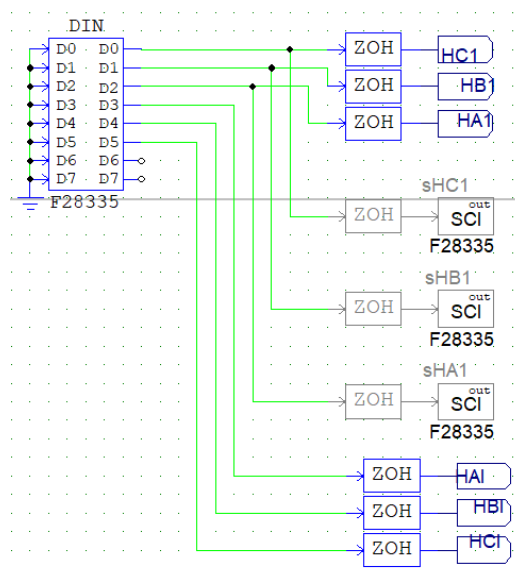 DIN
D0 D0
D1 D1
D2 D2
D3 D3
D4 D4
D5 D5
D6 D6
D7 D7
F28335
ZOH HC1
ZOH HB1
ZOH HA1
sHC1
ZOH out SCI
F28335
sHB1
ZOH out SCI
F28335
sHA1
ZOH out SCI
F28335
ZOH HAI
ZOH HBI
ZOH HCI